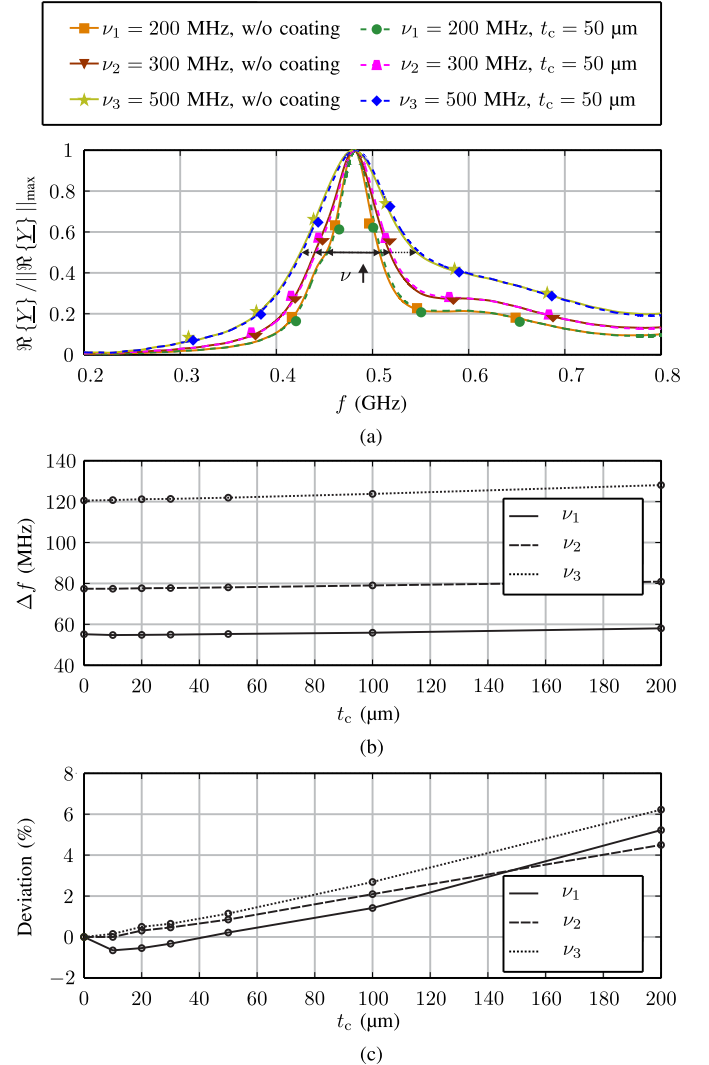 ν₁ = 200 MHz, w/o coating ν₁ = 200 MHz, t_c = 50 µm
ν₂ = 300 MHz, w/o coating ν₂ = 300 MHz, t_c = 50 µm
ν₃ = 500 MHz, w/o coating ν₃ = 500 MHz, t_c = 50 µm
ℜ{Y}/||ℜ{Y}||max
1
0.8
0.6
0.4
0.2
0
ν
0.2 0.3 0.4 0.5 0.6 0.7 0.8
f (GHz)
(a)
Δf (MHz)
140
120
100
80
60
40
ν₁
ν₂
ν₃
0 20 40 60 80 100 120 140 160 180 200
t_c (µm)
(b)
Deviation (%)
8
6
4
2
0
−2
ν₁
ν₂
ν₃
0 20 40 60 80 100 120 140 160 180 200
t_c (µm)
(c)